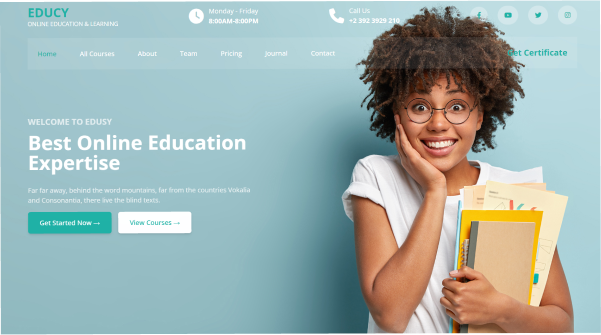 EDUCY
ONLINE EDUCATION & LEARNING
Monday - Friday
8:00AM-8:00PM
Call Us
+2 392 3929 210
Home
All Courses
About
Team
Pricing
Journal
Contact
Get Certificate
WELCOME TO EDUSY
Best Online Education
Expertise
Far far away, behind the word mountains, far from the countries Vokalia
and Consonantia, there live the blind texts.
Get Started Now →
View Courses →